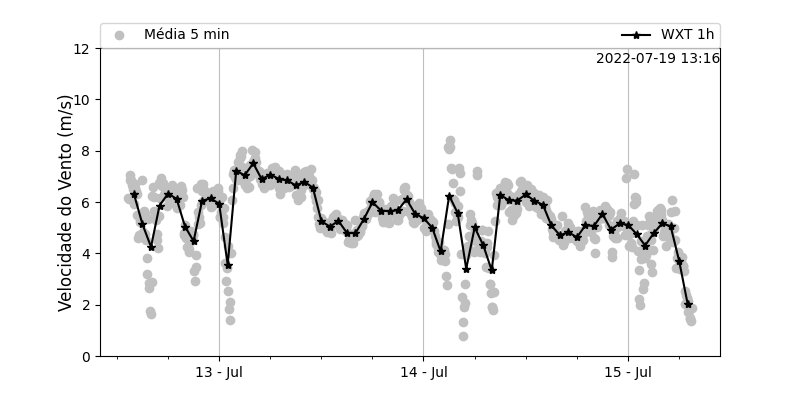 Média 5 min
WXT 1h
2022-07-19 13:16
Velocidade do Vento (m/s)
12
10
8
6
4
2
0
13 - Jul
14 - Jul
15 - Jul